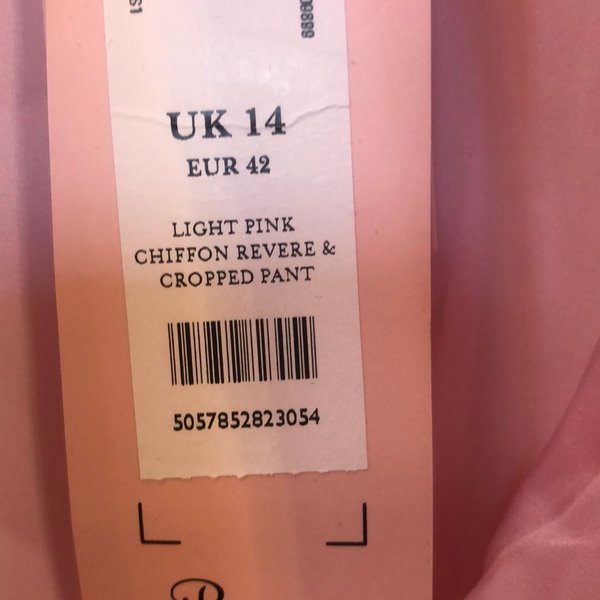 UK 14
EUR 42
LIGHT PINK
CHIFFON REVERE &
CROPPED PANT
5057852823054